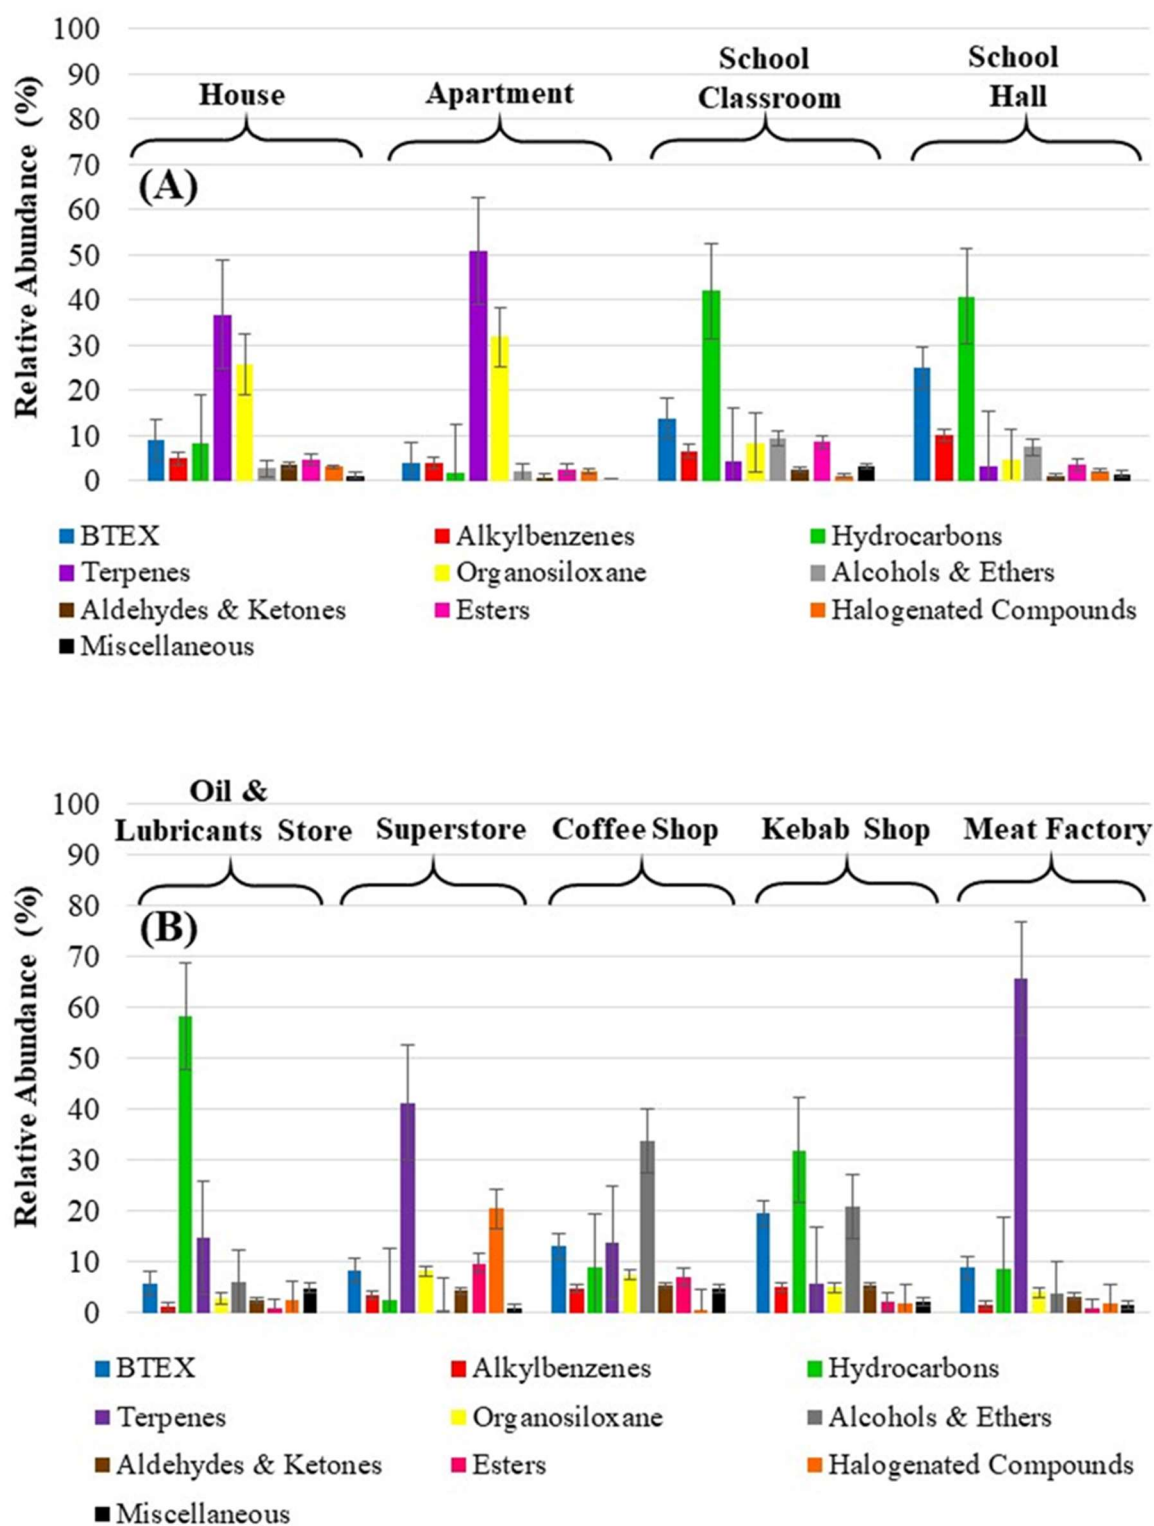 100
90
80
70
60
50
40
30
20
10
0
Relative Abundance (%)
House
Apartment
School
Classroom
School
Hall
(A)
BTEX
Alkylbenzenes
Hydrocarbons
Terpenes
Organosiloxane
Alcohols & Ethers
Aldehydes & Ketones
Esters
Halogenated Compounds
Miscellaneous
100
90
80
70
60
50
40
30
20
10
0
Relative Abundance (%)
Oil &
Lubricants Store
Superstore
Coffee Shop
Kebab Shop
Meat Factory
(B)
BTEX
Alkylbenzenes
Hydrocarbons
Terpenes
Organosiloxane
Alcohols & Ethers
Aldehydes & Ketones
Esters
Halogenated Compounds
Miscellaneous